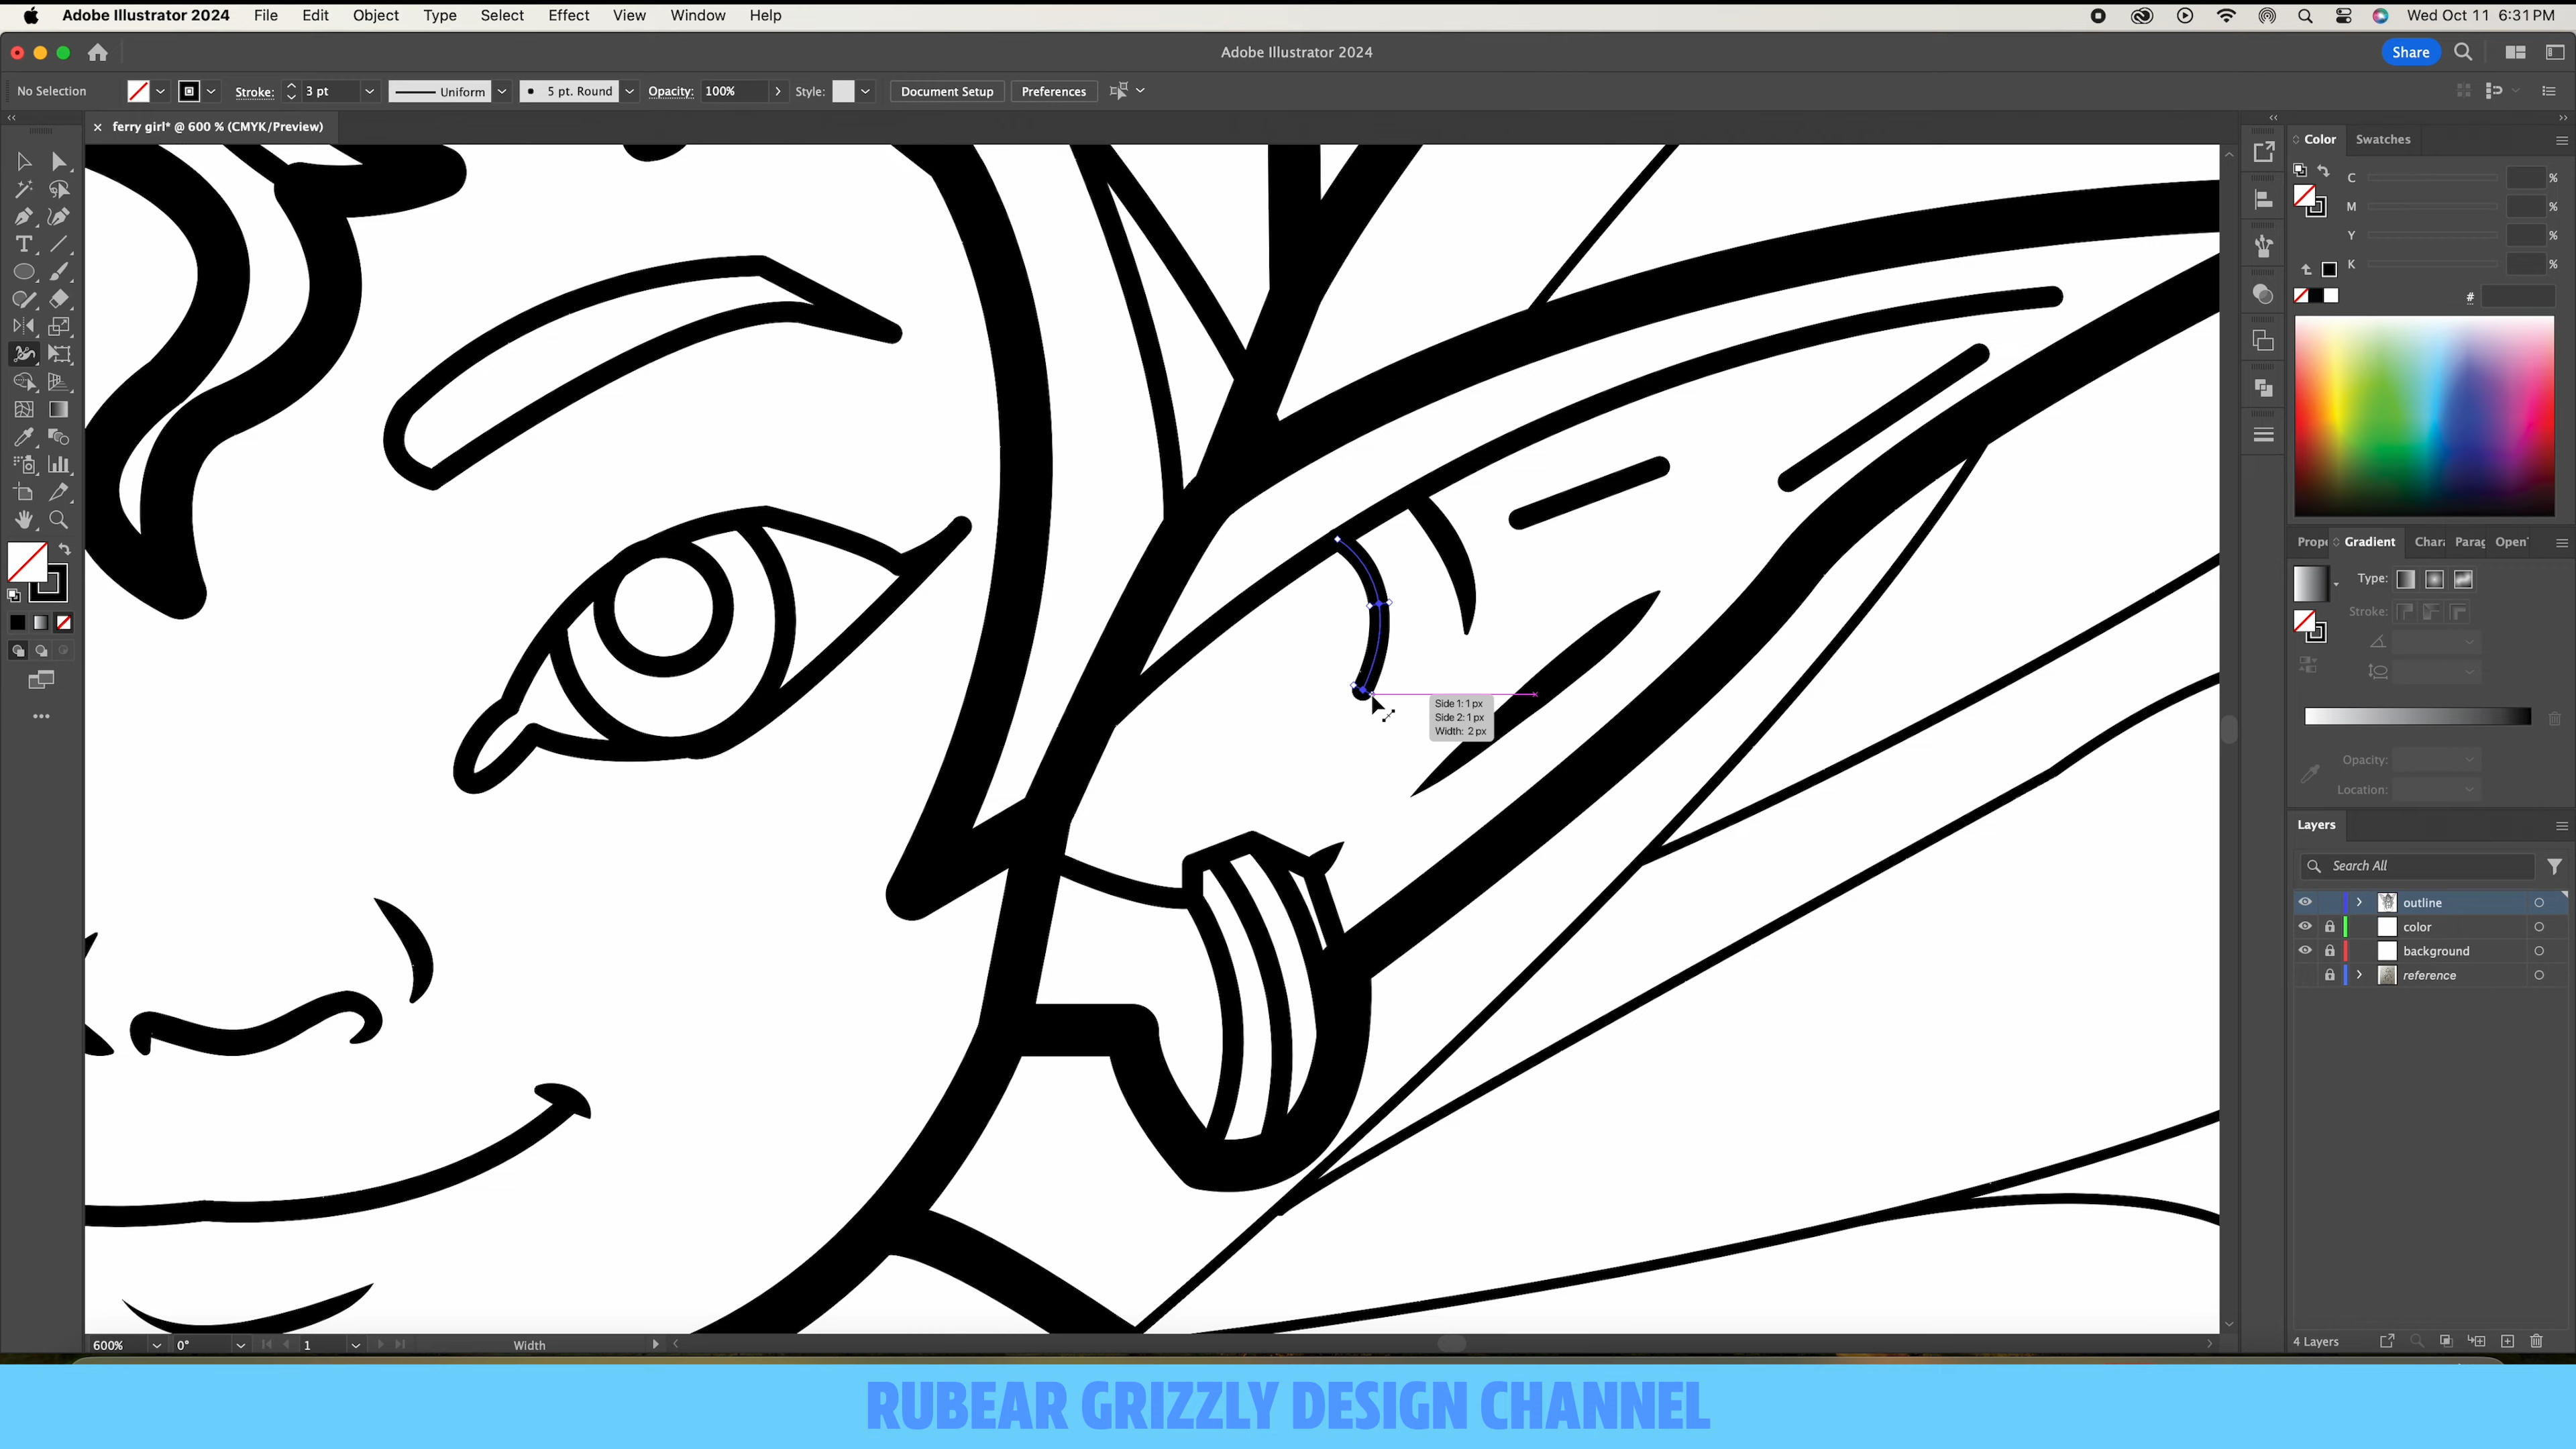 Adobe Illustrator 2024 File Edit Object Type Select Effect View Window Help Wed Oct 11 6:31 PM
Adobe Illustrator 2024 Share
No Selection Stroke: 3 pt Uniform 5 pt. Round Opacity: 100% Style: Document Setup Preferences
ferry girl* @ 600 % (CMYK/Preview)
Color Swatches
C %
M %
Y %
K %
#
Prope Gradient Chara Parag Open
Type:
Stroke:
Side 1: 1 px
Side 2: 1 px
Width: 2 px
Opacity:
Location:
Layers
Search All
outline
color
background
reference
600% 0° 1 Width 4 Layers
RUBEAR GRIZZLY DESIGN CHANNEL